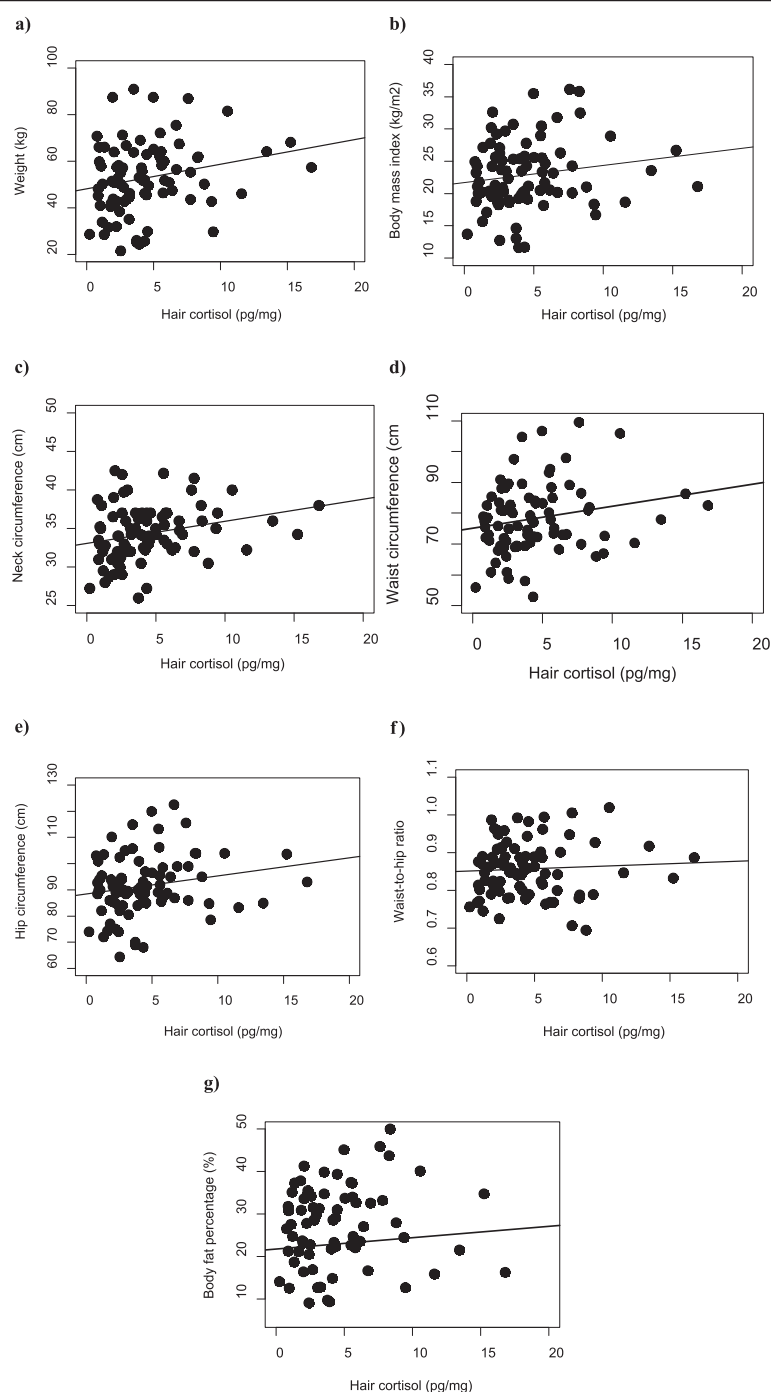 a)
Weight (kg)
100
80
60
40
20
0 5 10 15 20
Hair cortisol (pg/mg)
b)
Body mass index (kg/m2)
40
35
30
25
20
15
10
0 5 10 15 20
Hair cortisol (pg/mg)
c)
Neck circumference (cm)
50
45
40
35
30
25
0 5 10 15 20
Hair cortisol (pg/mg)
d)
Waist circumference (cm
110
90
70
50
0 5 10 15 20
Hair cortisol (pg/mg)
e)
Hip circumference (cm)
130
110
90
80
70
60
0 5 10 15 20
Hair cortisol (pg/mg)
f)
Waist-to-hip ratio
1.1
1.0
0.9
0.8
0.7
0.6
0 5 10 15 20
Hair cortisol (pg/mg)
g)
Body fat percentage (%)
50
40
30
20
10
0 5 10 15 20
Hair cortisol (pg/mg)